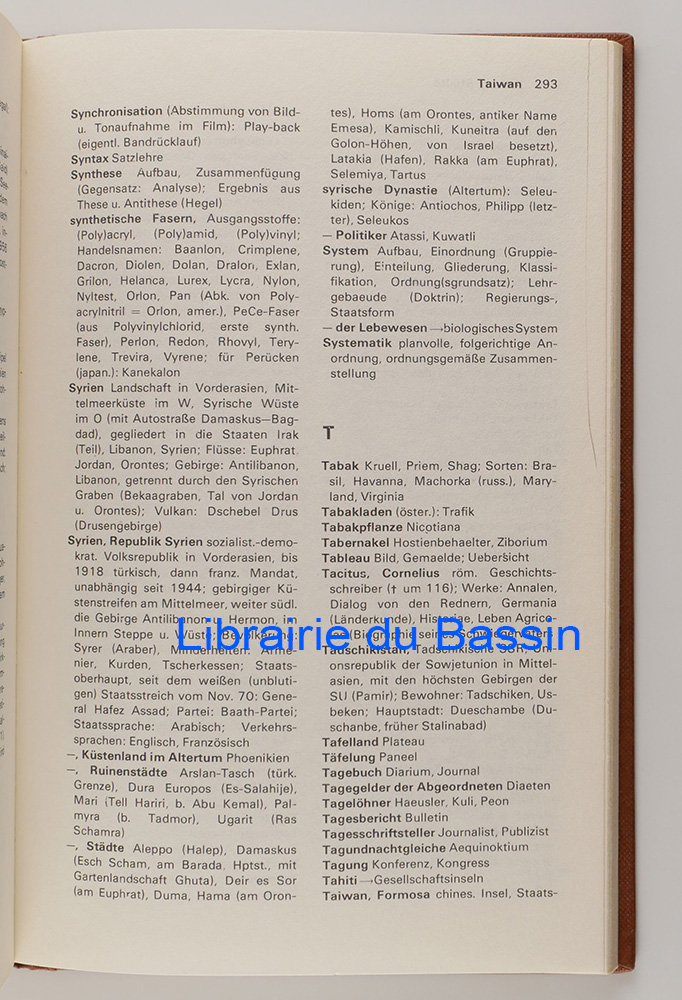 Taiwan 293
Synchronisation (Abstimmung von Bild-
u. Tonaufnahme im Film): Play-back
(eigentl. Bandrücklauf)
Syntax Satzlehre
Synthese Aufbau, Zusammenfügung
(Gegensatz: Analyse); Ergebnis aus
These u. Antithese (Hegel)
synthetische Fasern, Ausgangsstoffe:
(Poly)acryl, (Poly)amid, (Poly)vinyl;
Handelsnamen: Baanlon, Crimplene,
Dacron, Diolen, Dolan, Dralon, Exlan,
Grilon, Helanca, Lurex, Lycra, Nylon,
Nyltest, Orlon, Pan (Abk. von Poly-
acrylnitril = Orlon, amer.), PeCe-Faser
(aus Polyvinylchlorid, erste synth.
Faser), Perlon, Redon, Rhovyl, Tery-
lene, Trevira, Vyrene; für Perücken
(japan.): Kanekalon
Syrien Landschaft in Vorderasien, Mit-
telmeerküste im W, Syrische Wüste
im O (mit Autostraße Damaskus—Bag-
dad), gegliedert in die Staaten Irak
(Teil), Libanon, Syrien; Flüsse: Euphrat
Jordan, Orontes; Gebirge: Antilibanon,
Libanon, getrennt durch den Syrischen
Graben (Bekaagraben, Tal von Jordan
u. Orontes); Vulkan: Dschebel Drus
(Drusengebirge)
Syrien, Republik Syrien sozialist.-demo-
krat. Volksrepublik in Vorderasien, bis
1918 türkisch, dann franz. Mandat,
unabhängig seit 1944; gebirgiger Kü-
stenstreifen am Mittelmeer, weiter südl.
die Gebirge Antilibanon u. Hermon, im
Innern Steppe u. Wüste; Bevölkerung:
Syrer (Araber), Minderheiten: Arme-
nier, Kurden, Tscherkessen; Staats-
oberhaupt, seit dem weißen (unbluti-
gen) Staatsstreich vom Nov. 70: Gene-
ral Hafez Assad; Partei: Baath-Partei;
Staatssprache: Arabisch; Verkehrs-
sprachen: Englisch, Französisch
–, Küstenland im Altertum Phoenikien
–, Ruinenstädte Arslan-Tasch (türk.
Grenze), Dura Europos (Es-Salahije),
Mari (Tell Hariri, b. Abu Kemal), Pal-
myra (b. Tadmor), Ugarit (Ras
Schamra)
–, Städte Aleppo (Halep), Damaskus
(Esch Scham, am Barada, Hptst., mit
Gartenlandschaft Ghuta), Deir es Sor
(am Euphrat), Duma, Hama (am Oron-
tes), Homs (am Orontes, antiker Name
Emesa), Kamischli, Kuneitra (auf den
Golon-Höhen, von Israel besetzt),
Latakia (Hafen), Rakka (am Euphrat),
Selemiya, Tartus
syrische Dynastie (Altertum): Seleu-
kiden; Könige: Antiochos, Philipp (letz-
ter), Seleukos
– Politiker Atassi, Kuwatli
System Aufbau, Einordnung (Gruppie-
rung), Einteilung, Gliederung, Klassi-
fikation, Ordnung(sgrundsatz); Lehr-
gebaeude (Doktrin); Regierungs-,
Staatsform
– der Lebewesen →biologisches System
Systematik planvolle, folgerichtige An-
ordnung, ordnungsgemäße Zusammen-
stellung
T
Tabak Kruell, Priem, Shag; Sorten: Bra-
sil, Havanna, Machorka (russ.), Mary-
land, Virginia
Tabakladen (öster.): Trafik
Tabakpflanze Nicotiana
Tabernakel Hostienbehaelter, Ziborium
Tableau Bild, Gemaelde; Uebersicht
Tacitus, Cornelius röm. Geschichts-
schreiber († um 116); Werke: Annalen,
Dialog von den Rednern, Germania
(Länderkunde), Historiae, Leben Agrico-
las (Biographie seines Schwiegervaters)
Tauschikistan, Tadschikische SSR, Uni-
onsrepublik der Sowjetunion in Mittel-
asien, mit den höchsten Gebirgen der
SU (Pamir); Bewohner: Tadschiken, Us-
beken; Hauptstadt: Dueschambe (Du-
schanbe, früher Stalinabad)
Tafelland Plateau
Täfelung Paneel
Tagebuch Diarium, Journal
Tagegelder der Abgeordneten Diaeten
Tagelöhner Haeusler, Kuli, Peon
Tagesbericht Bulletin
Tagesschriftsteller Journalist, Publizist
Tagundnachtgleiche Aequinoktium
Tagung Konferenz, Kongress
Tahiti →Gesellschaftsinseln
Taiwan, Formosa chines. Insel, Staats-
Librairie du Bassin